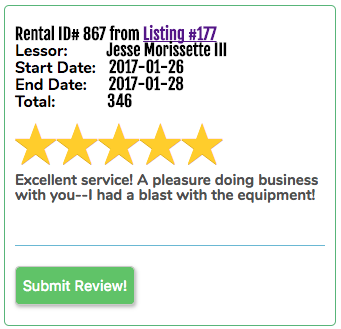 Rental ID# 867 from Listing #177
Lessor: Jesse Morissette III
Start Date: 2017-01-26
End Date: 2017-01-28
Total: 346
Excellent service! A pleasure doing business
with you--I had a blast with the equipment!
Submit Review!